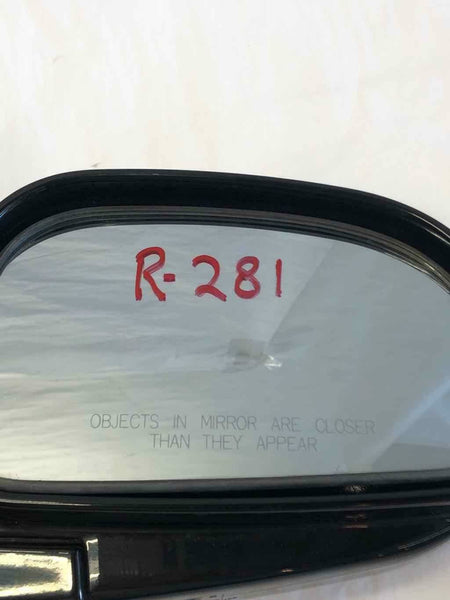 R-281
OBJECTS IN MIRROR ARE CLOSER
THAN THEY APPEAR